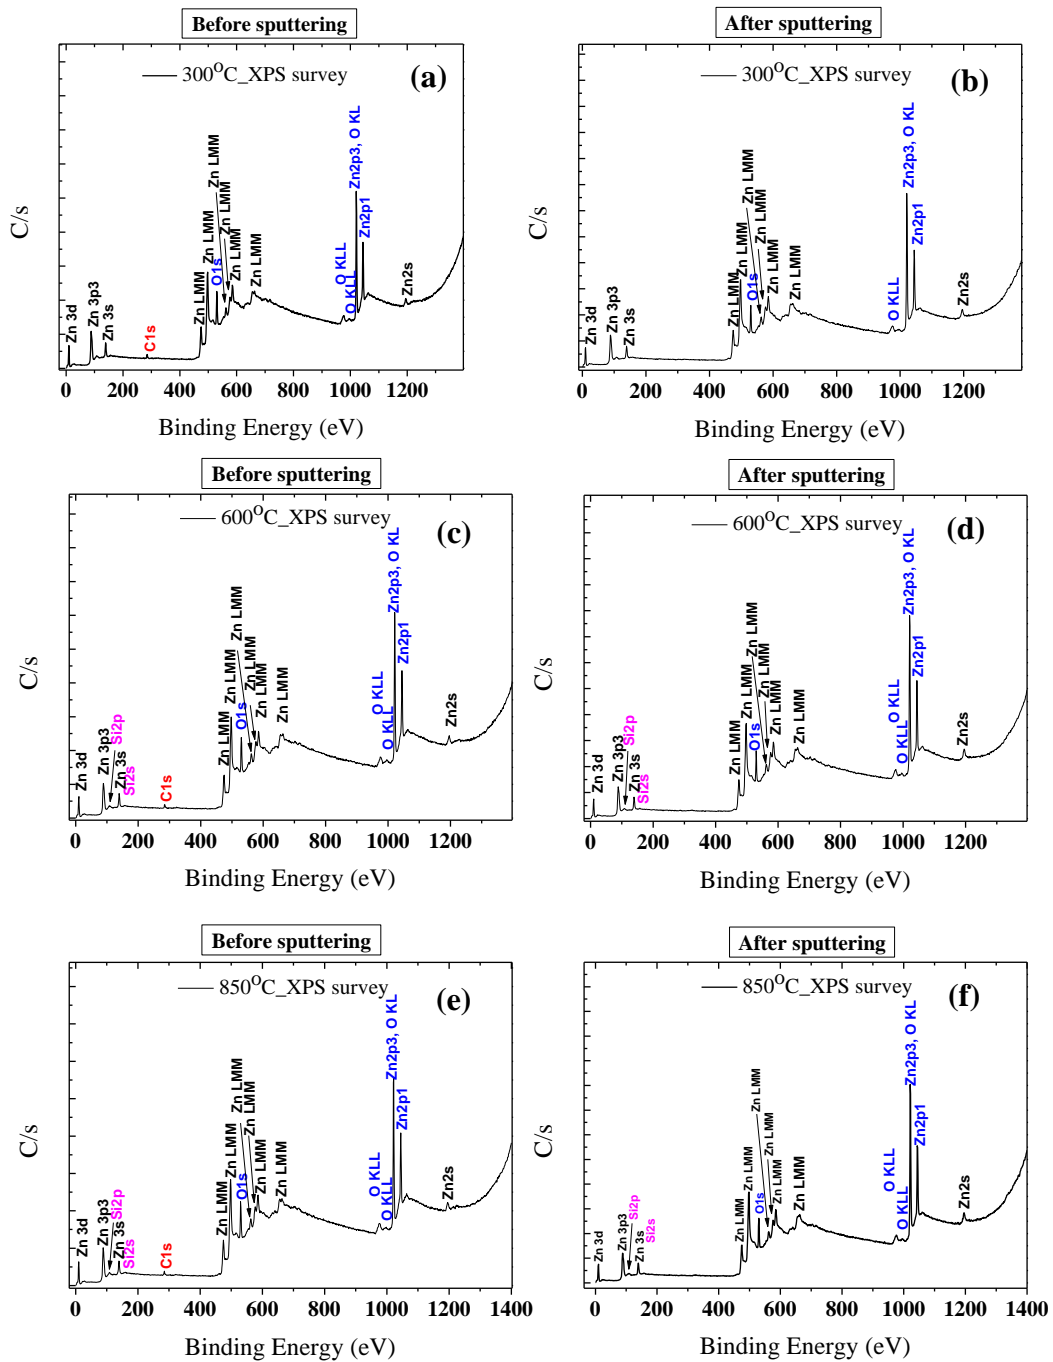 Before sputtering
300°C_XPS survey
(a)
C/s
Zn 3d
Zn 3p3
Zn 3s
C1s
Zn LMM
Zn LMM
O1s
Zn LMM
Zn LMM
Zn LMM
Zn LMM
O KLL
O KLL
Zn2p3, O KL
Zn2p1
Zn2s
0 200 400 600 800 1000 1200
Binding Energy (eV)
After sputtering
300°C_XPS survey
(b)
Zn 3d
Zn 3p3
Zn 3s
Zn LMM
Zn LMM
O1s
Zn LMM
Zn LMM
Zn LMM
Zn LMM
O KLL
Zn2p3, O KL
Zn2p1
Zn2s
0 200 400 600 800 1000 1200
Binding Energy (eV)
Before sputtering
600°C_XPS survey
(c)
C/s
Zn 3d
Zn 3p3
Si2p
Zn 3s
Si2s
C1s
Zn LMM
Zn LMM
Zn LMM
O1s
Zn LMM
Zn LMM
Zn LMM
O KLL
O KLL
Zn2p3, O KL
Zn2p1
Zn2s
0 200 400 600 800 1000 1200 1400
Binding Energy (eV)
After sputtering
600°C_XPS survey
(d)
Zn 3d
Zn 3p3
Si2p
Zn 3s
Si2s
Zn LMM
Zn LMM
Zn LMM
O1s
Zn LMM
Zn LMM
Zn LMM
O KLL
O KLL
Zn2p3, O KL
Zn2p1
Zn2s
0 200 400 600 800 1000 1200
Binding Energy (eV)
Before sputtering
850°C_XPS survey
(e)
C/s
Zn 3d
Zn 3p3
Si2p
Zn 3s
Si2s
C1s
Zn LMM
Zn LMM
Zn LMM
O1s
Zn LMM
Zn LMM
Zn LMM
O KLL
O KLL
Zn2p3, O KL
Zn2p1
Zn2s
0 200 400 600 800 1000 1200 1400
Binding Energy (eV)
After sputtering
850°C_XPS survey
(f)
Zn 3d
Zn 3p3
Si2p
Zn 3s
Si2s
Zn LMM
Zn LMM
Zn LMM
O1s
Zn LMM
Zn LMM
Zn LMM
O KLL
O KLL
Zn2p3, O KL
Zn2p1
Zn2s
0 200 400 600 800 1000 1200 1400
Binding Energy (eV)